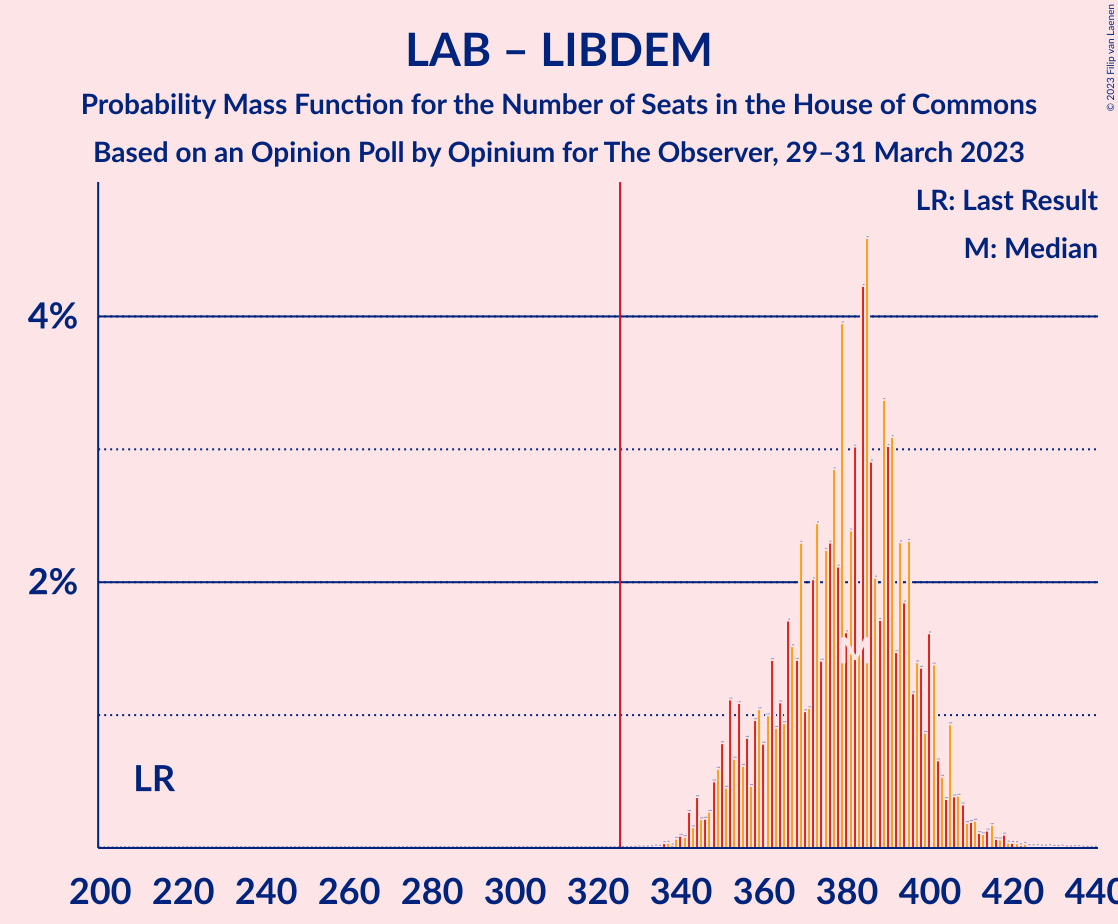 LAB – LIBDEM
Probability Mass Function for the Number of Seats in the House of Commons
Based on an Opinion Poll by Opinium for The Observer, 29–31 March 2023
© 2023 Filip van Laenen
LR: Last Result
M: Median
4%
2%
M
LR
200 220 240 260 280 300 320 340 360 380 400 420 440